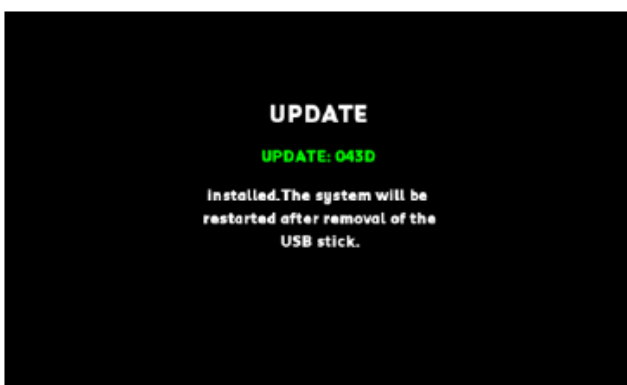 UPDATE
UPDATE: 043D
installed.The system will be
restarted after removal of the
USB stick.